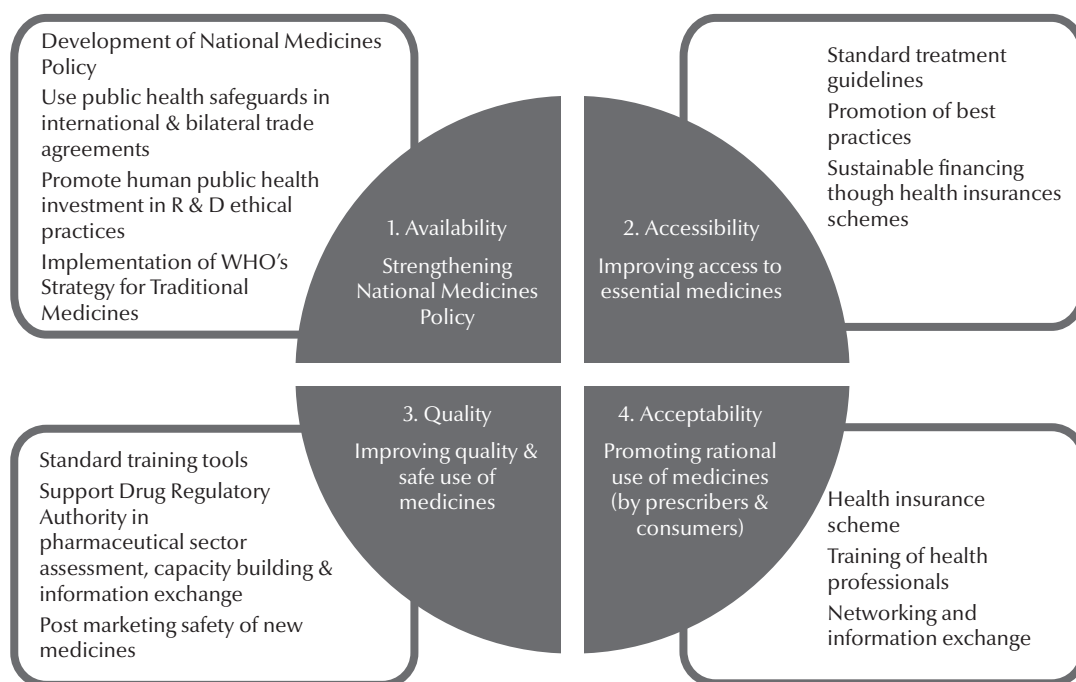 Development of National Medicines
Policy
Use public health safeguards in
international & bilateral trade
agreements
Promote human public health
investment in R & D ethical
practices
Implementation of WHO's
Strategy for Traditional
Medicines
1. Availability
Strengthening
National Medicines
Policy
Standard treatment
guidelines
Promotion of best
practices
Sustainable financing
though health insurances
schemes
2. Accessibility
Improving access to
essential medicines
Standard training tools
Support Drug Regulatory
Authority in
pharmaceutical sector
assessment, capacity building &
information exchange
Post marketing safety of new
medicines
3. Quality
Improving quality &
safe use of
medicines
4. Acceptability
Promoting rational
use of medicines
(by prescribers &
consumers)
Health insurance
scheme
Training of health
professionals
Networking and
information exchange